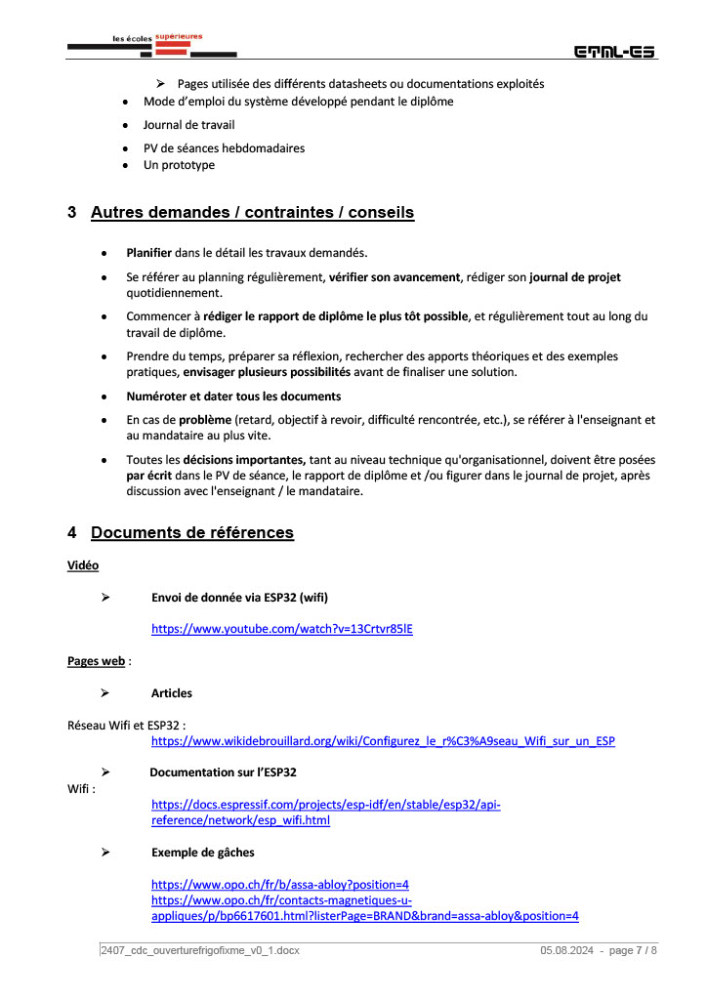 les écoles supérieures
ETML-ES
➢ Pages utilisée des différents datasheets ou documentations exploités
• Mode d’emploi du système développé pendant le diplôme
• Journal de travail
• PV de séances hebdomadaires
• Un prototype
3 Autres demandes / contraintes / conseils
• Planifier dans le détail les travaux demandés.
• Se référer au planning régulièrement, vérifier son avancement, rédiger son journal de projet
quotidiennement.
• Commencer à rédiger le rapport de diplôme le plus tôt possible, et régulièrement tout au long du
travail de diplôme.
• Prendre du temps, préparer sa réflexion, rechercher des apports théoriques et des exemples
pratiques, envisager plusieurs possibilités avant de finaliser une solution.
• Numéroter et dater tous les documents
• En cas de problème (retard, objectif à revoir, difficulté rencontrée, etc.), se référer à l'enseignant et
au mandataire au plus vite.
• Toutes les décisions importantes, tant au niveau technique qu'organisationnel, doivent être posées
par écrit dans le PV de séance, le rapport de diplôme et /ou figurer dans le journal de projet, après
discussion avec l'enseignant / le mandataire.
4 Documents de références
Vidéo
➢ Envoi de donnée via ESP32 (wifi)
https://www.youtube.com/watch?v=13Crtvr85lE
Pages web :
➢ Articles
Réseau Wifi et ESP32 :
https://www.wikidebrouillard.org/wiki/Configurez_le_r%C3%A9seau_Wifi_sur_un_ESP
➢ Documentation sur l’ESP32
Wifi :
https://docs.espressif.com/projects/esp-idf/en/stable/esp32/api-
reference/network/esp_wifi.html
➢ Exemple de gâches
https://www.opo.ch/fr/b/assa-abloy?position=4
https://www.opo.ch/fr/contacts-magnetiques-u-
appliques/p/bp6617601.html?listerPage=BRAND&brand=assa-abloy&position=4
2407_cdc_ouverturefrigofixme_v0_1.docx 05.08.2024 - page 7 / 8